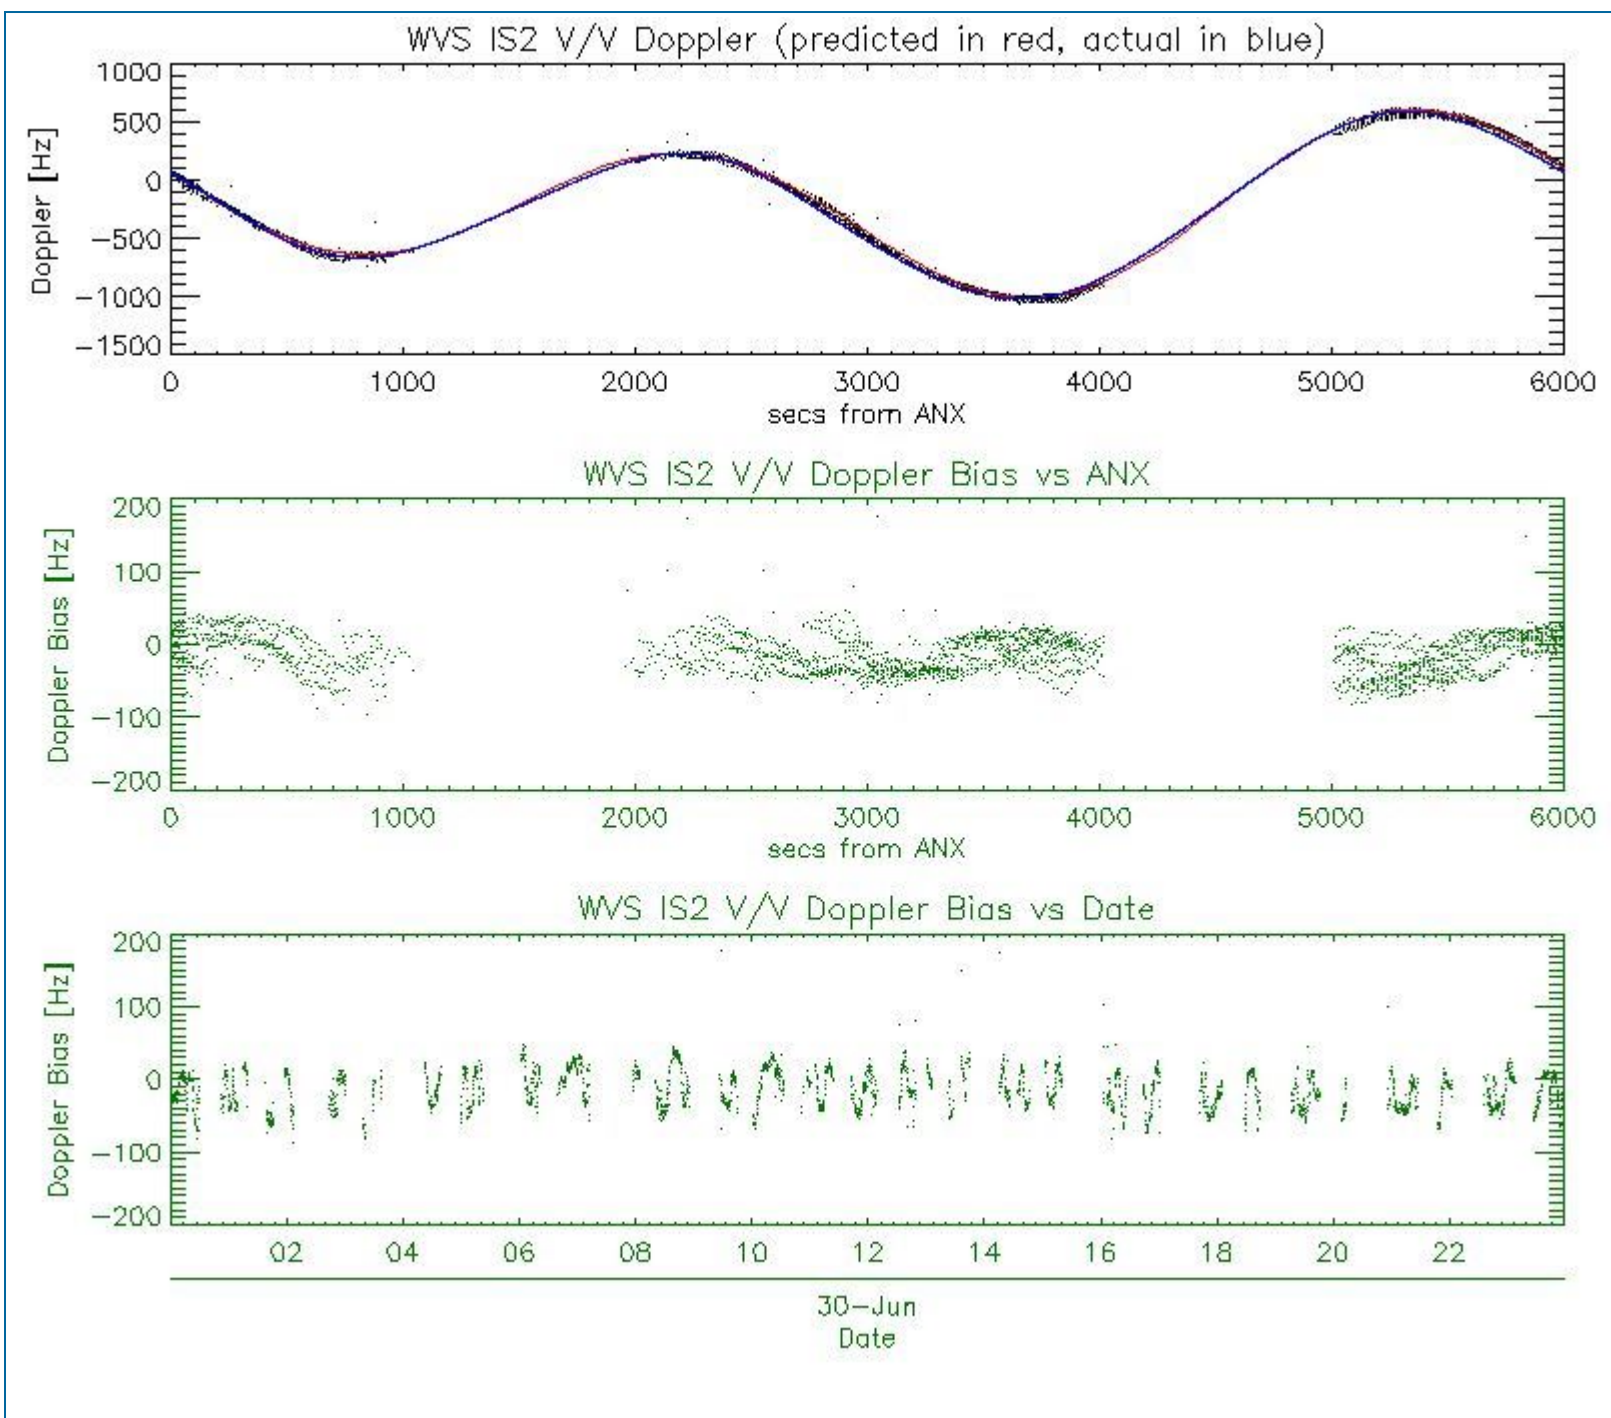 WVS IS2 V/V Doppler (predicted in red, actual in blue)
Doppler [Hz]
1000
500
0
−500
−1000
−1500
0 1000 2000 3000 4000 5000 6000
secs from ANX
WVS IS2 V/V Doppler Bias vs ANX
Doppler Bias [Hz]
200
100
0
−100
−200
0 1000 2000 3000 4000 5000 6000
secs from ANX
WVS IS2 V/V Doppler Bias vs Date
Doppler Bias [Hz]
200
100
0
−100
−200
02 04 06 08 10 12 14 16 18 20 22
30−Jun
Date